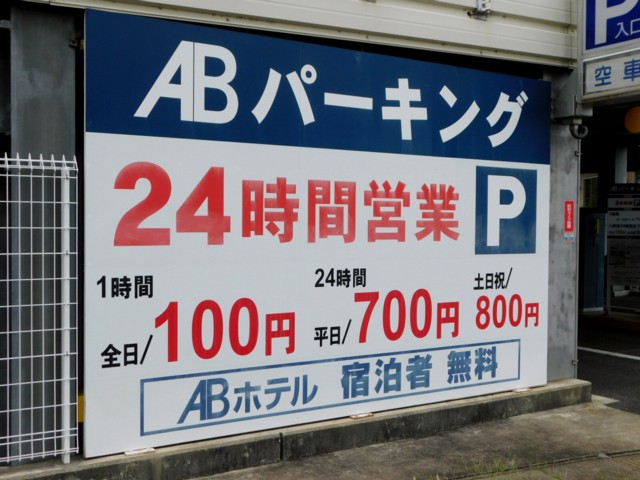 ABパーキング
24時間営業 P
1時間
全日/100円
24時間
平日/700円
土日祝/
800円
ABホテル 宿泊者 無料
P
入口
空車